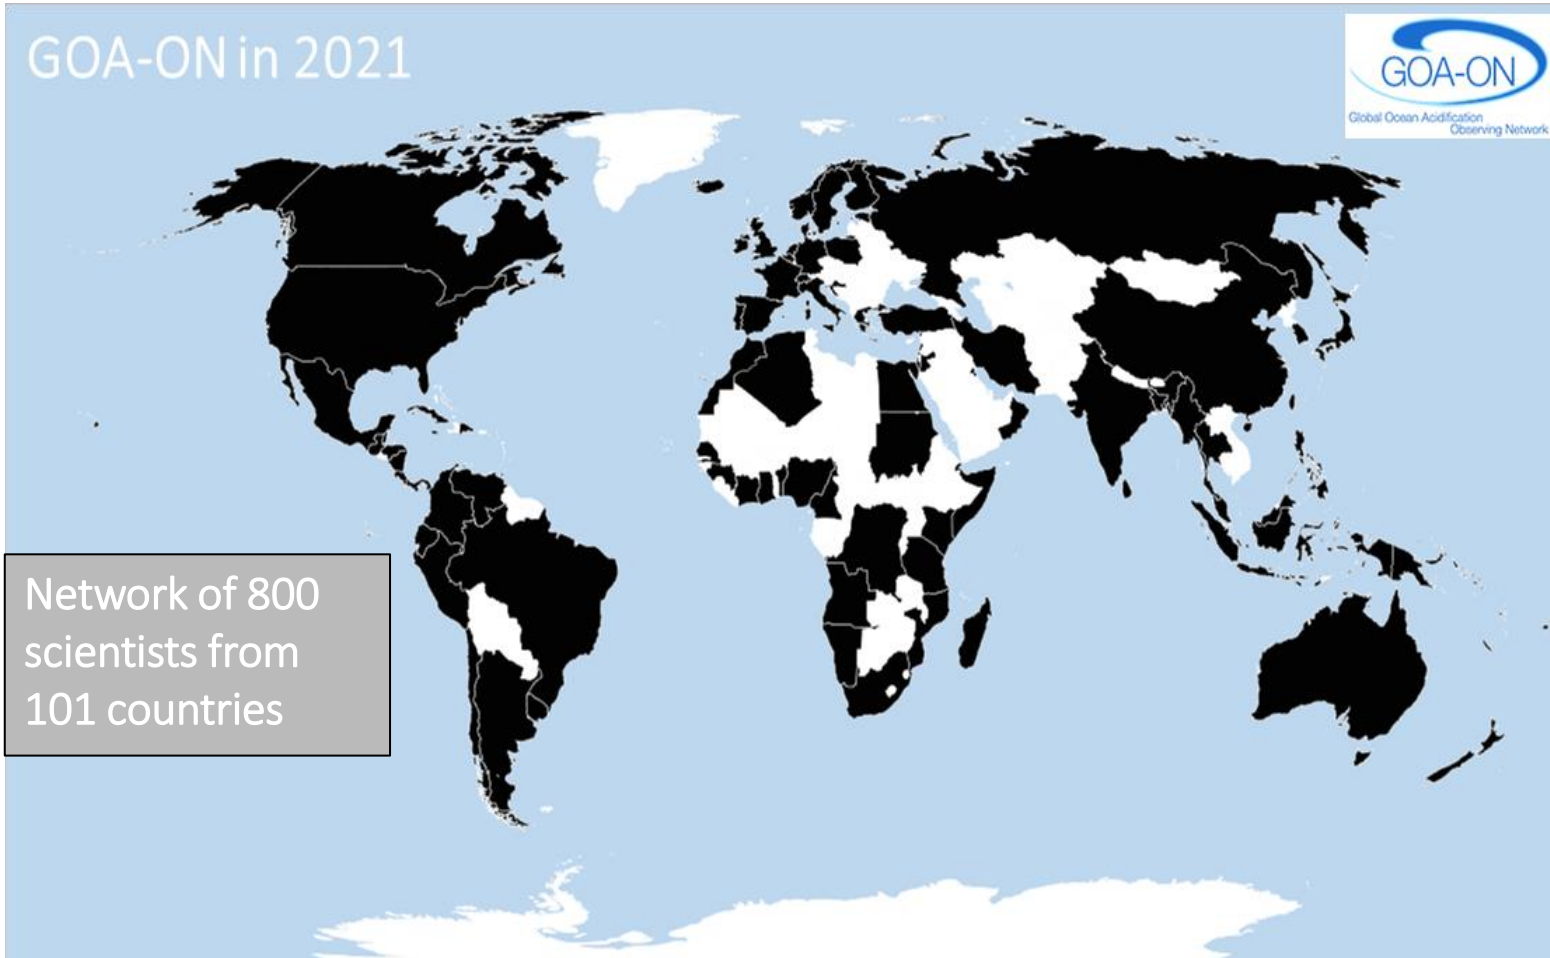 GOA-ON in 2021
GOA-ON
Global Ocean Acidification
Observing Network
Network of 800
scientists from
101 countries